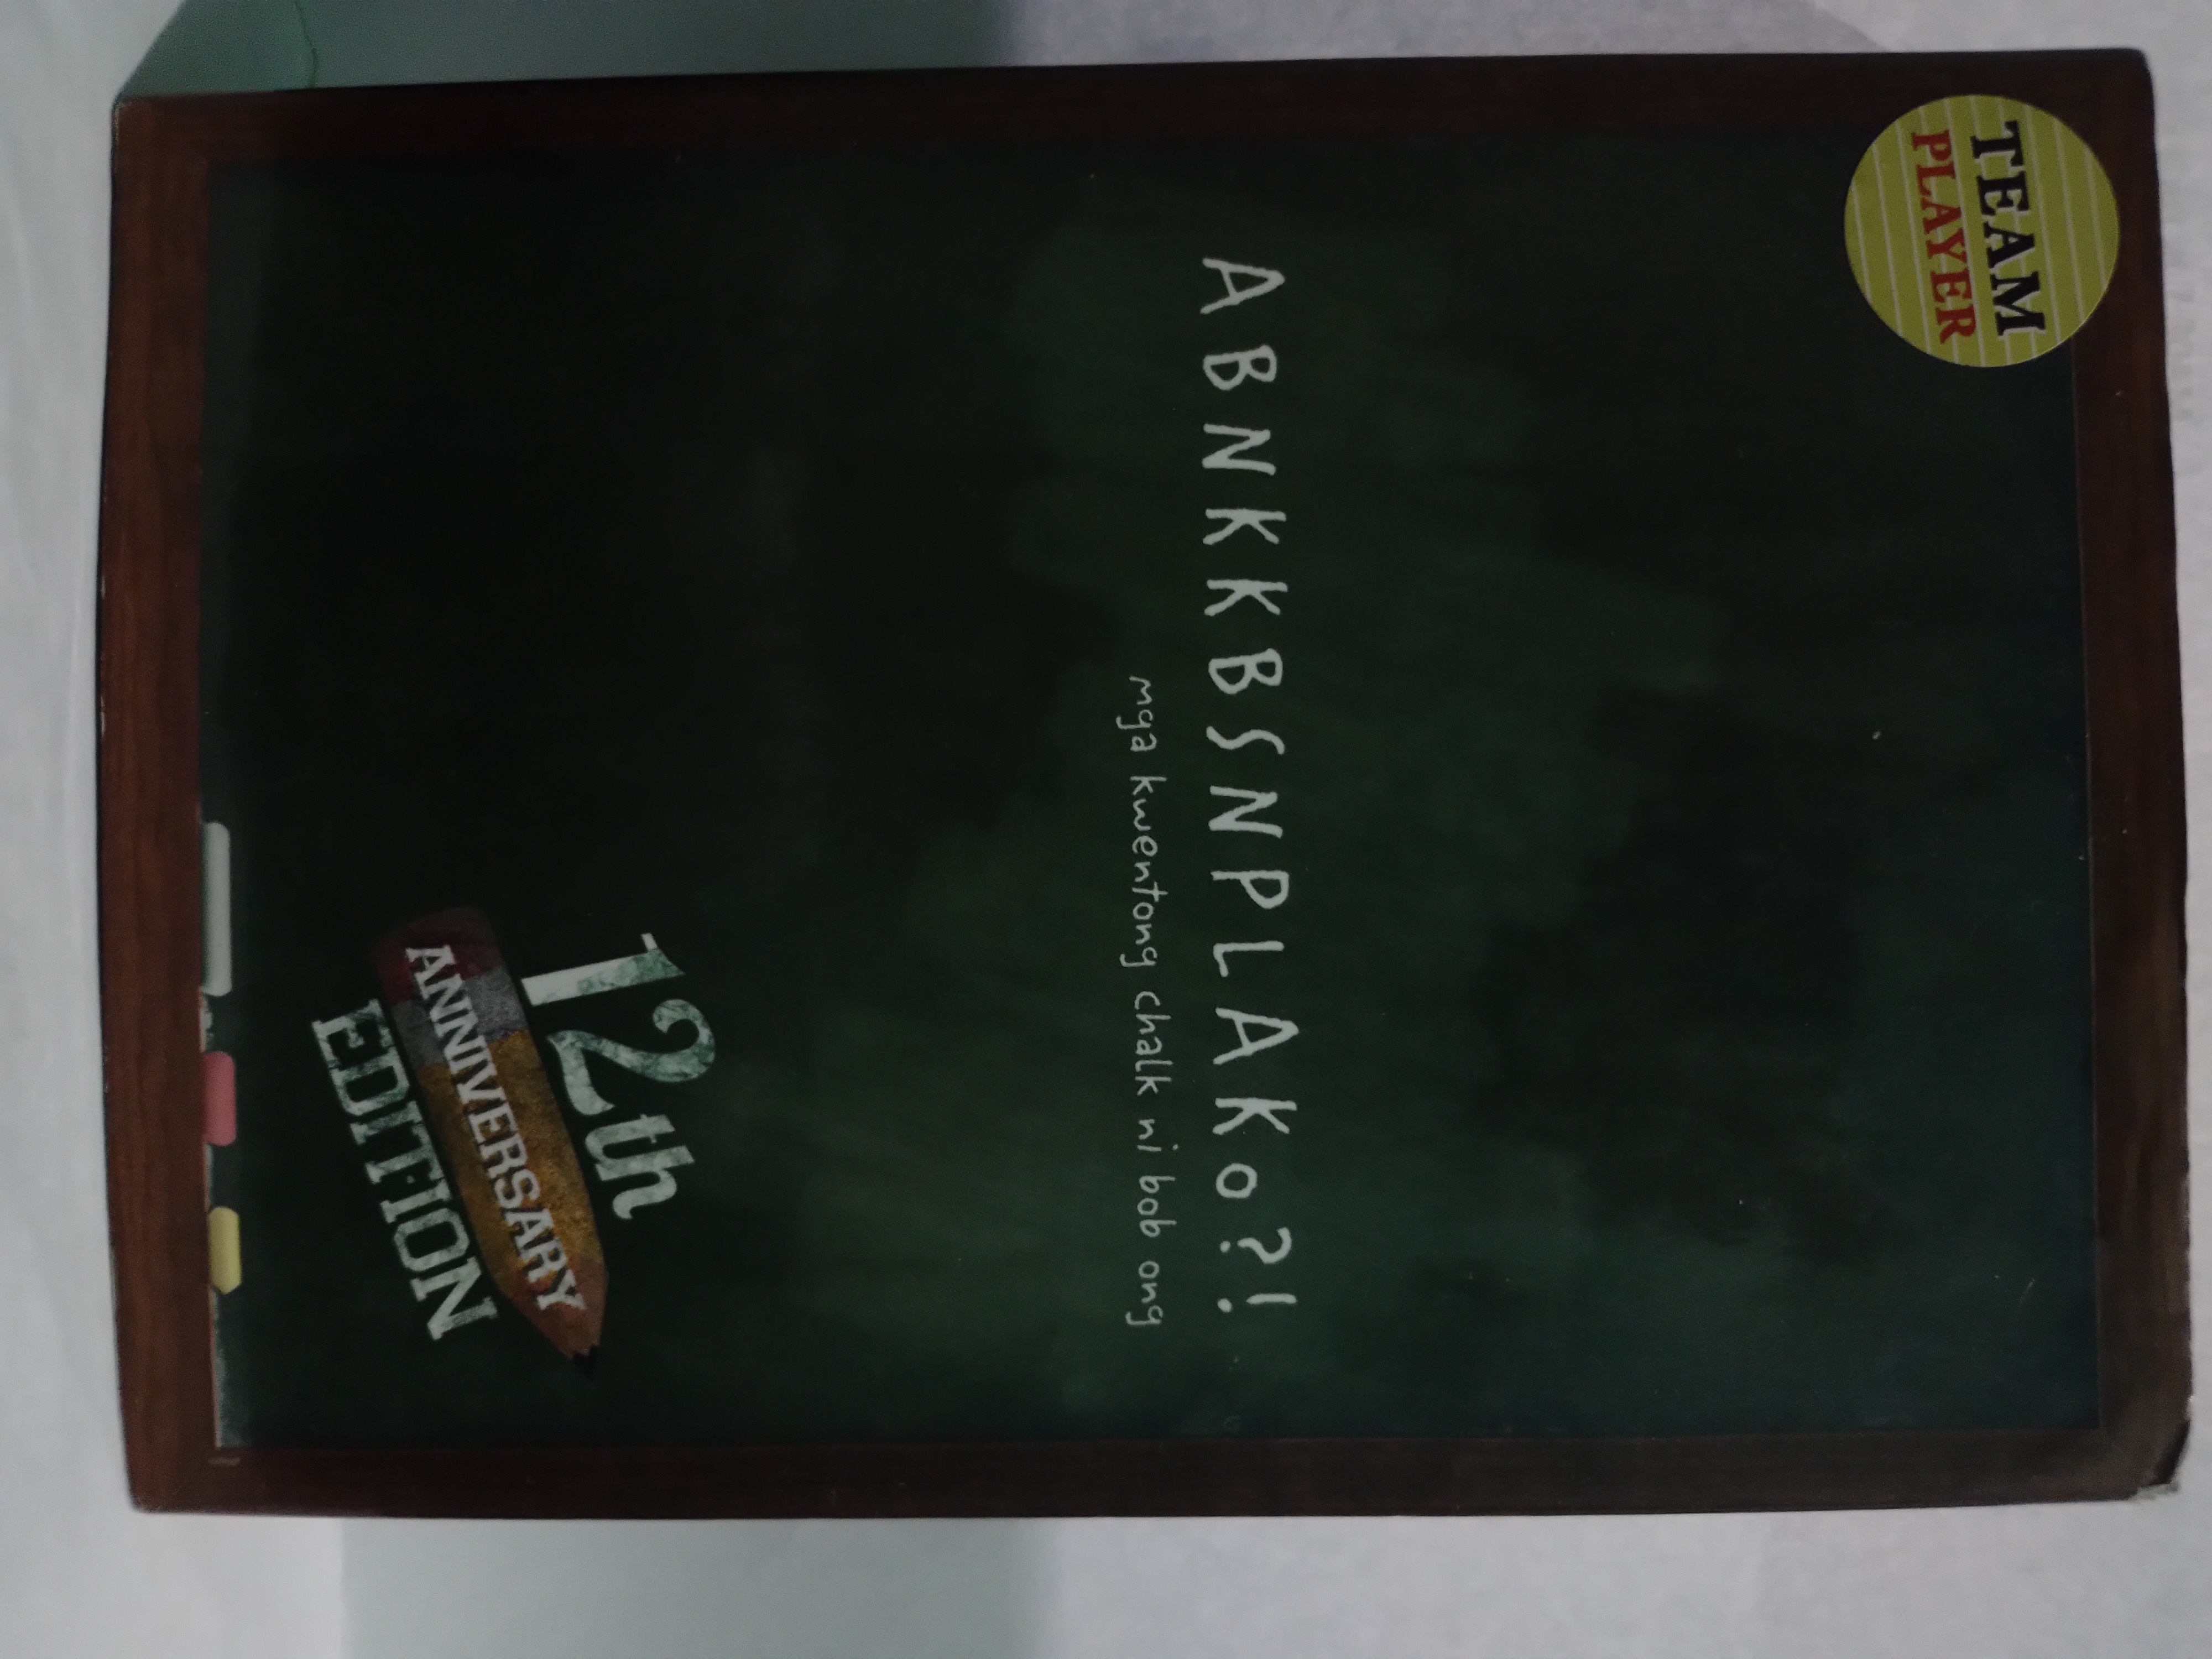 TEAM
PLAYER
ABNKKBSNPLAKo?!
mga kwentong chalk ni bob ong
12th
ANNIVERSARY
EDITION